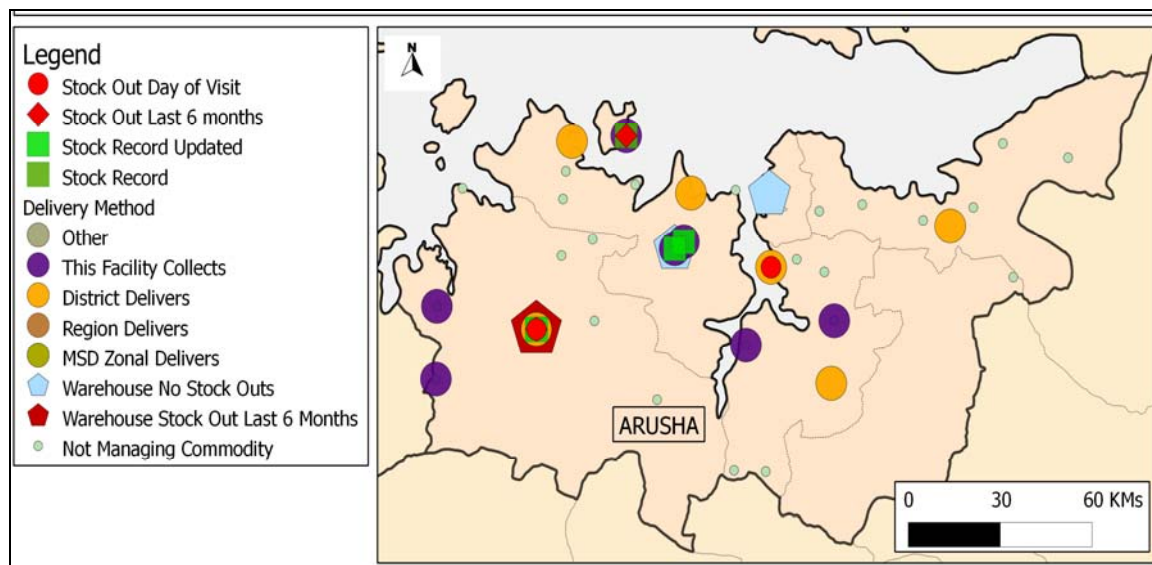 Legend
Stock Out Day of Visit
Stock Out Last 6 months
Stock Record Updated
Stock Record
Delivery Method
Other
This Facility Collects
District Delivers
Region Delivers
MSD Zonal Delivers
Warehouse No Stock Outs
Warehouse Stock Out Last 6 Months
Not Managing Commodity
N
ARUSHA
0 30 60 KMs